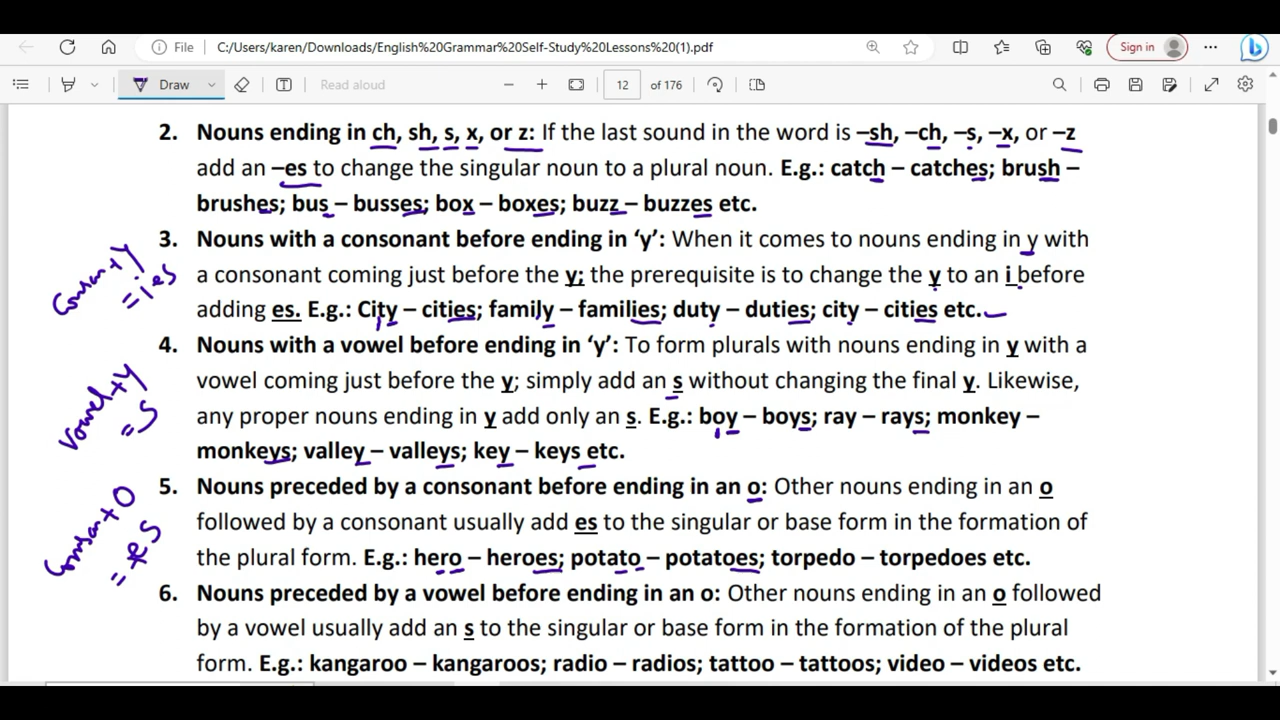 File C:/Users/karen/Downloads/English%20Grammar%20Self-Study%20Lessons%20(1).pdf Sign in
Draw Read aloud 12 of 176
2. Nouns ending in ch, sh, s, x, or z: If the last sound in the word is –sh, –ch, –s, –x, or –z
add an –es to change the singular noun to a plural noun. E.g.: catch – catches; brush –
brushes; bus – busses; box – boxes; buzz – buzzes etc.
3. Nouns with a consonant before ending in ‘y’: When it comes to nouns ending in y with
a consonant coming just before the y; the prerequisite is to change the y to an i before
adding es. E.g.: City – cities; family – families; duty – duties; city – cities etc.
Conson+Y
=ies
4. Nouns with a vowel before ending in ‘y’: To form plurals with nouns ending in y with a
vowel coming just before the y; simply add an s without changing the final y. Likewise,
any proper nouns ending in y add only an s. E.g.: boy – boys; ray – rays; monkey –
monkeys; valley – valleys; key – keys etc.
Vowel+Y
=S
5. Nouns preceded by a consonant before ending in an o: Other nouns ending in an o
followed by a consonant usually add es to the singular or base form in the formation of
the plural form. E.g.: hero – heroes; potato – potatoes; torpedo – torpedoes etc.
Conson+O
=es
6. Nouns preceded by a vowel before ending in an o: Other nouns ending in an o followed
by a vowel usually add an s to the singular or base form in the formation of the plural
form. E.g.: kangaroo – kangaroos; radio – radios; tattoo – tattoos; video – videos etc.